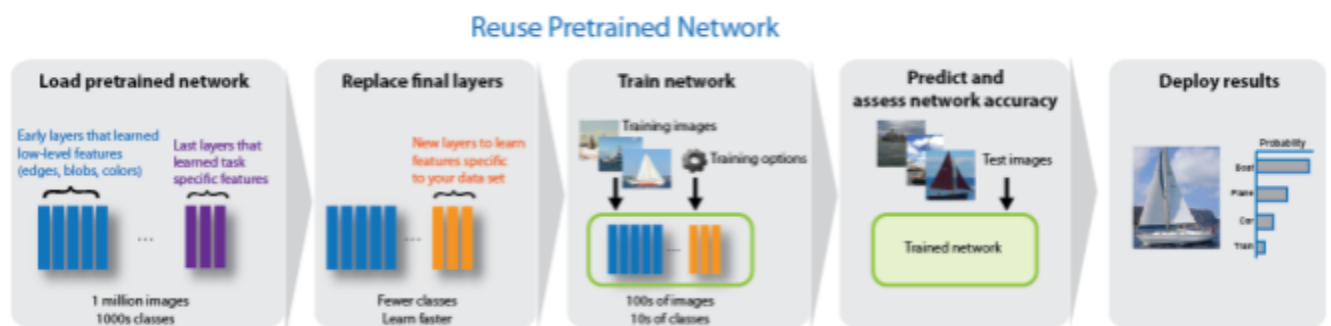 Reuse Pretrained Network
Load pretrained network
Early layers that learned
low-level features
(edges, blobs, colors)
Last layers that
learned task
specific features
...
1 million images
1000s classes
Replace final layers
New layers to learn
features specific
to your data set
...
Fewer classes
Learn faster
Train network
Training images
Training options
...
100s of images
10s of classes
Predict and
assess network accuracy
Test images
Trained network
Deploy results
Probability
Boat
Plane
Car
Train